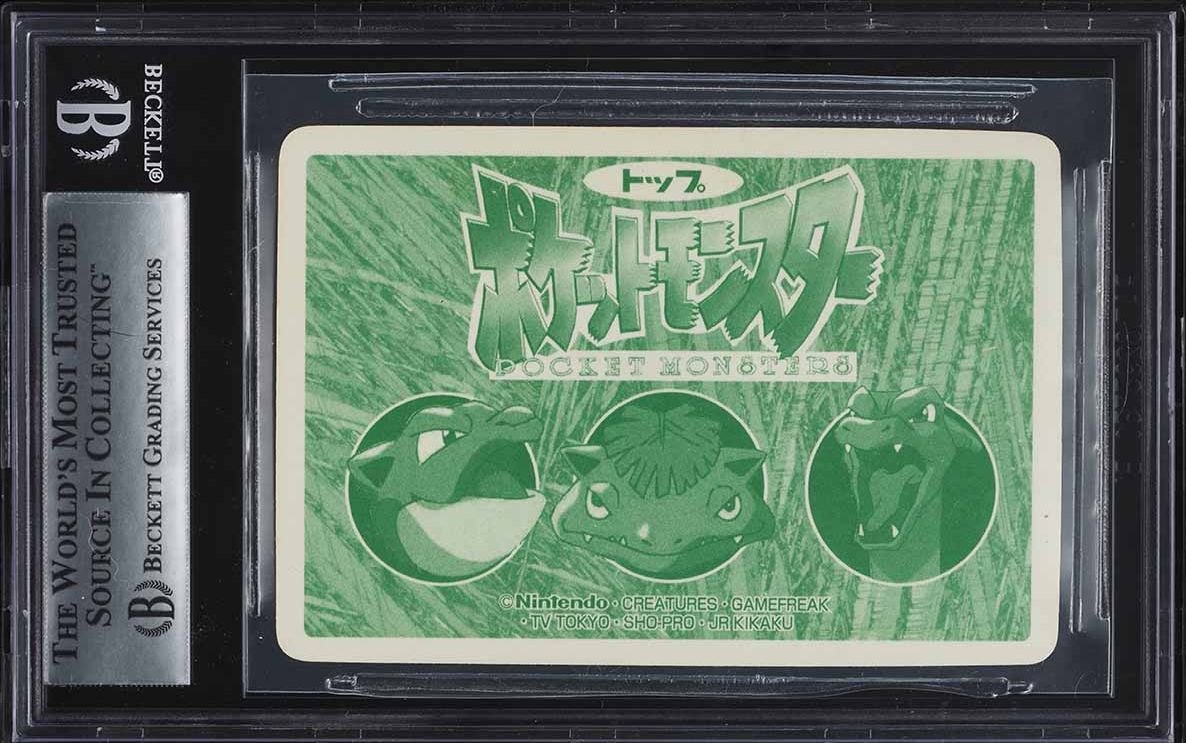 BECKETT®
B
THE WORLD'S MOST TRUSTED
SOURCE IN COLLECTING™
B BECKETT GRADING SERVICES
トップ
ポケットモンスター
POCKET MONSTERS
©Nintendo・CREATURES・GAMEFREAK
・TV TOKYO・SHO-PRO・JR KIKAKU